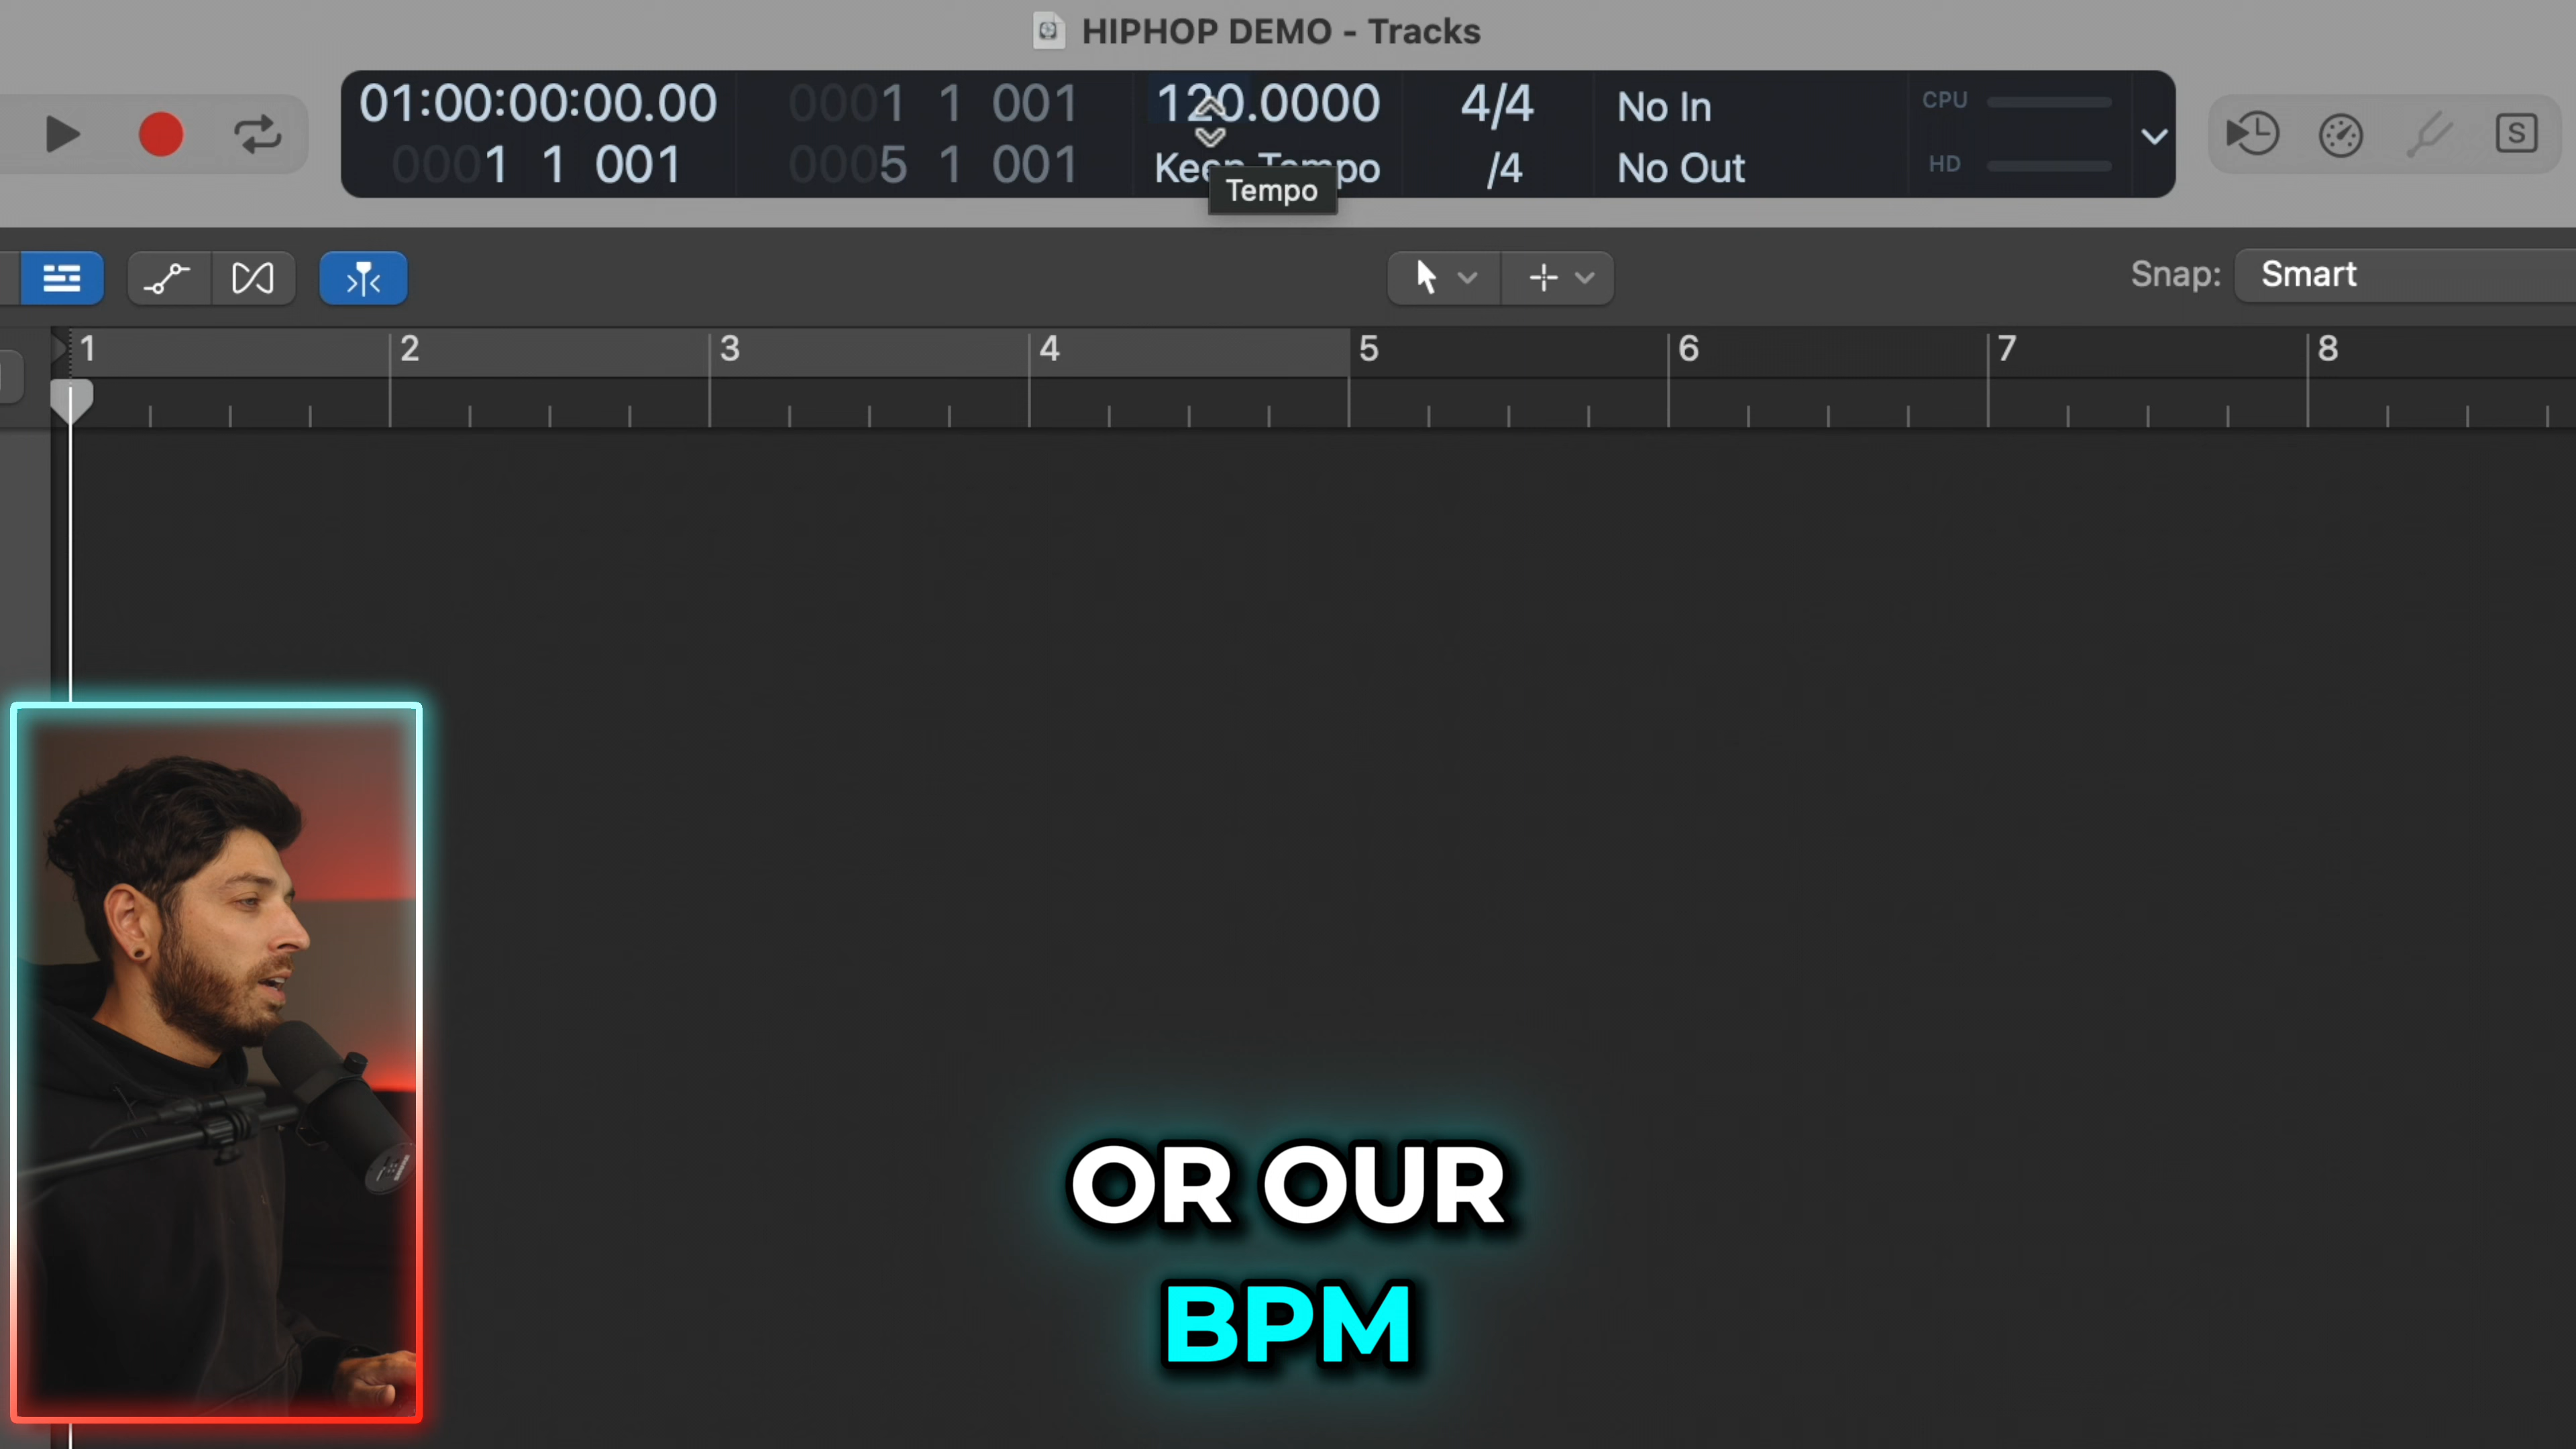 HIPHOP DEMO - Tracks
01:00:00:00.00 0001 1 001 120.0000 4/4 No In CPU
0001 1 001 0005 1 001 Keep Tempo /4 No Out HD
Tempo
S
Snap: Smart
1 2 3 4 5 6 7 8
OR OUR
BPM